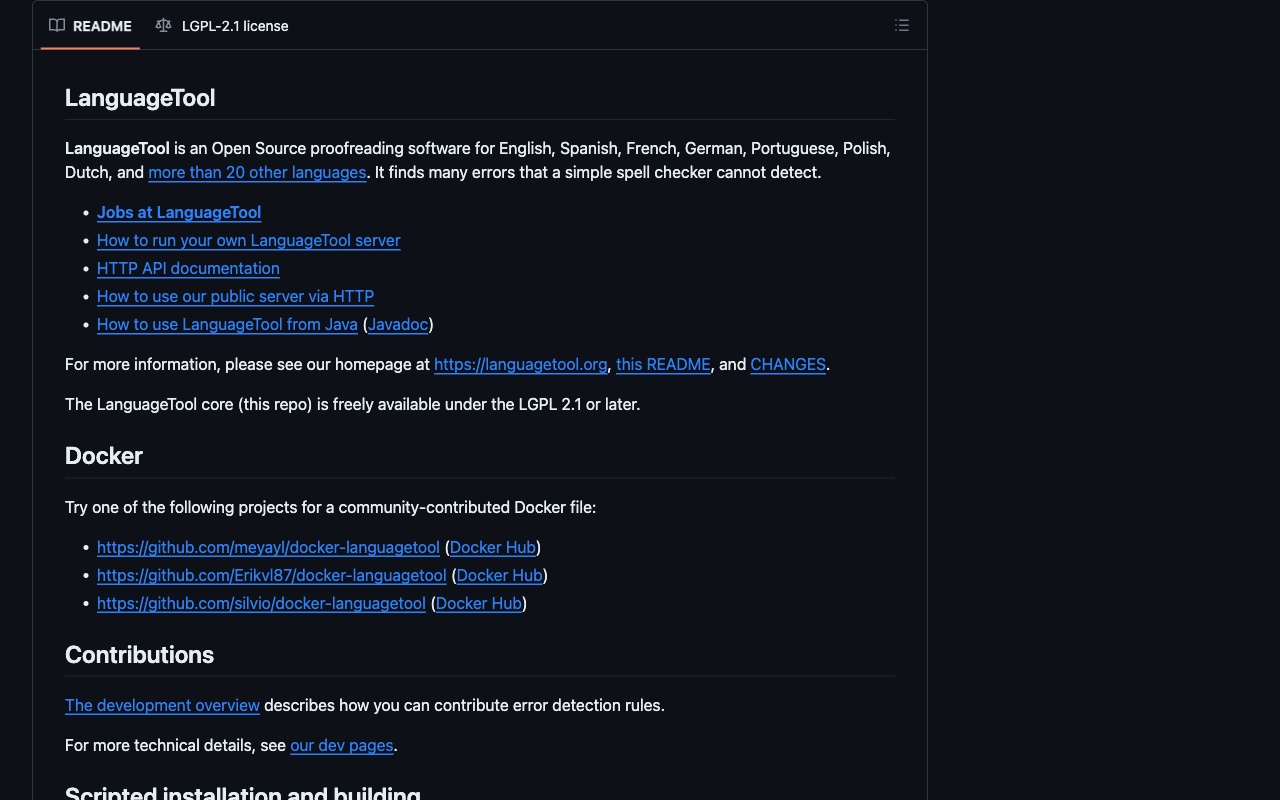 README
LGPL-2.1 license
LanguageTool
LanguageTool is an Open Source proofreading software for English, Spanish, French, German, Portuguese, Polish,
Dutch, and more than 20 other languages. It finds many errors that a simple spell checker cannot detect.
• Jobs at LanguageTool
• How to run your own LanguageTool server
• HTTP API documentation
• How to use our public server via HTTP
• How to use LanguageTool from Java (Javadoc)
For more information, please see our homepage at https://languagetool.org, this README, and CHANGES.
The LanguageTool core (this repo) is freely available under the LGPL 2.1 or later.
Docker
Try one of the following projects for a community-contributed Docker file:
• https://github.com/meyayl/docker-languagetool (Docker Hub)
• https://github.com/Erikvl87/docker-languagetool (Docker Hub)
• https://github.com/silvio/docker-languagetool (Docker Hub)
Contributions
The development overview describes how you can contribute error detection rules.
For more technical details, see our dev pages.
Scripted installation and building